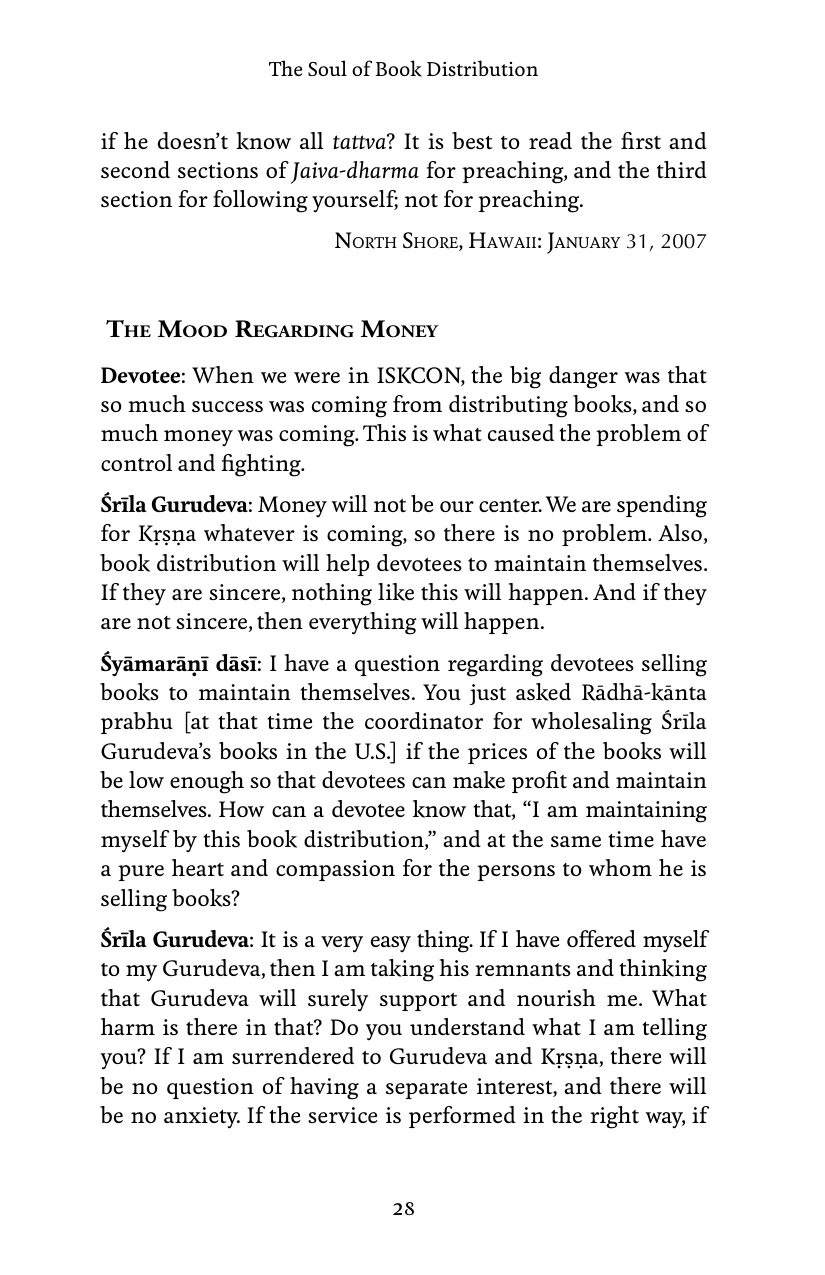 The Soul of Book Distribution
if he doesn’t know all tattva? It is best to read the first and
second sections of Jaiva-dharma for preaching, and the third
section for following yourself; not for preaching.
North Shore, Hawaii: January 31, 2007
The Mood Regarding Money
Devotee: When we were in ISKCON, the big danger was that
so much success was coming from distributing books, and so
much money was coming. This is what caused the problem of
control and fighting.
Śrīla Gurudeva: Money will not be our center. We are spending
for Kṛṣṇa whatever is coming, so there is no problem. Also,
book distribution will help devotees to maintain themselves.
If they are sincere, nothing like this will happen. And if they
are not sincere, then everything will happen.
Śyāmarāṇī dāsī: I have a question regarding devotees selling
books to maintain themselves. You just asked Rādhā-kānta
prabhu [at that time the coordinator for wholesaling Śrīla
Gurudeva’s books in the U.S.] if the prices of the books will
be low enough so that devotees can make profit and maintain
themselves. How can a devotee know that, “I am maintaining
myself by this book distribution,” and at the same time have
a pure heart and compassion for the persons to whom he is
selling books?
Śrīla Gurudeva: It is a very easy thing. If I have offered myself
to my Gurudeva, then I am taking his remnants and thinking
that Gurudeva will surely support and nourish me. What
harm is there in that? Do you understand what I am telling
you? If I am surrendered to Gurudeva and Kṛṣṇa, there will
be no question of having a separate interest, and there will
be no anxiety. If the service is performed in the right way, if
28